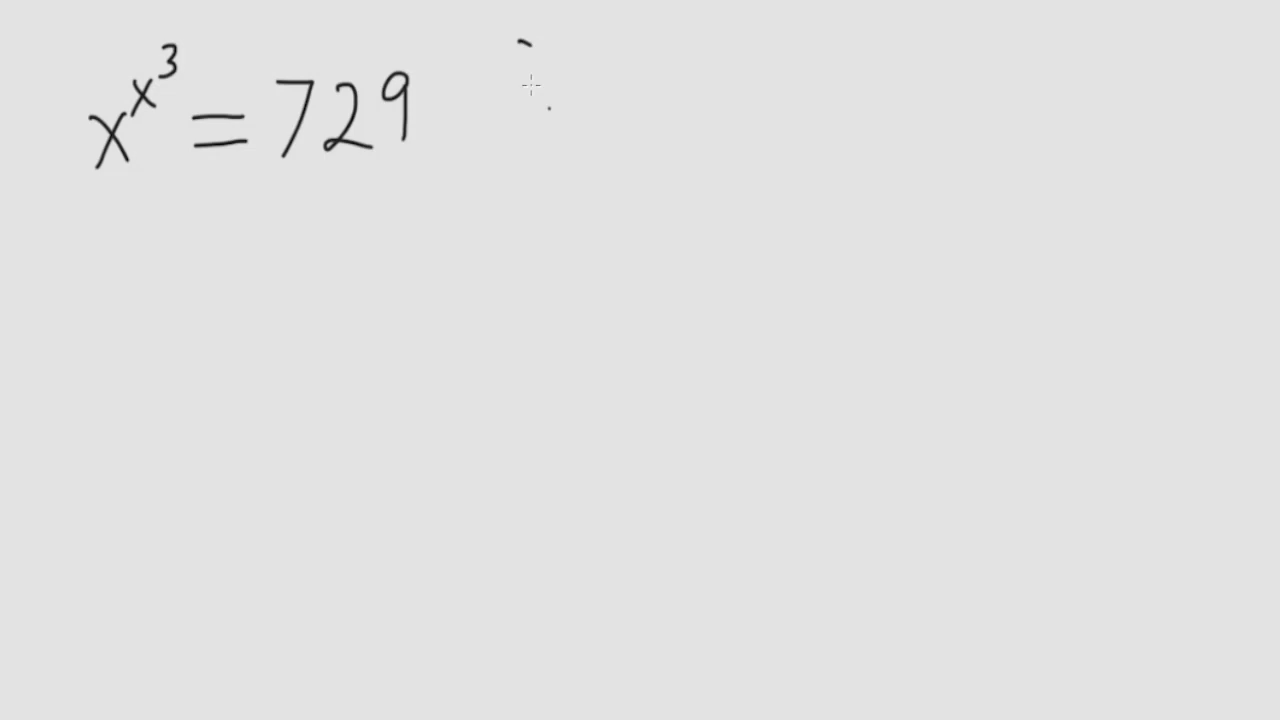 x^{x^3} = 729